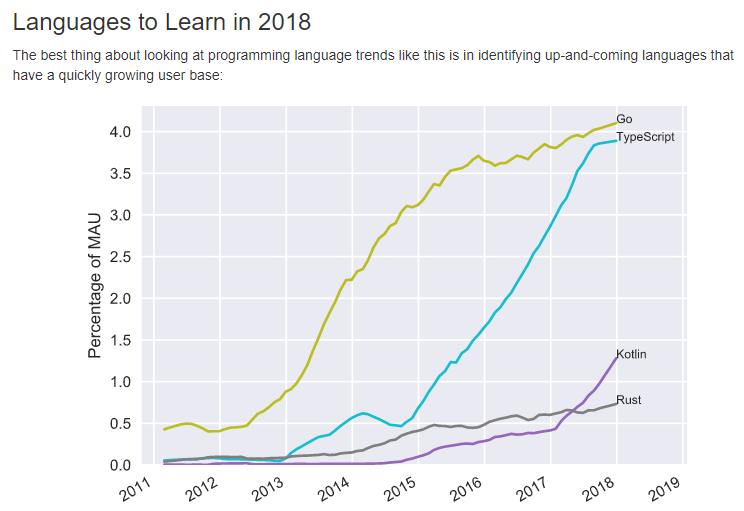 Languages to Learn in 2018
The best thing about looking at programming language trends like this is in identifying up-and-coming languages that
have a quickly growing user base:
Go
4.0
TypeScript
3.5
3.0
2.5
Percentage of MAU
2.0
1.5
Kotlin
1.0
Rust
0.5
0.0
2011 2012 2013 2014 2015 2016 2017 2018 2019